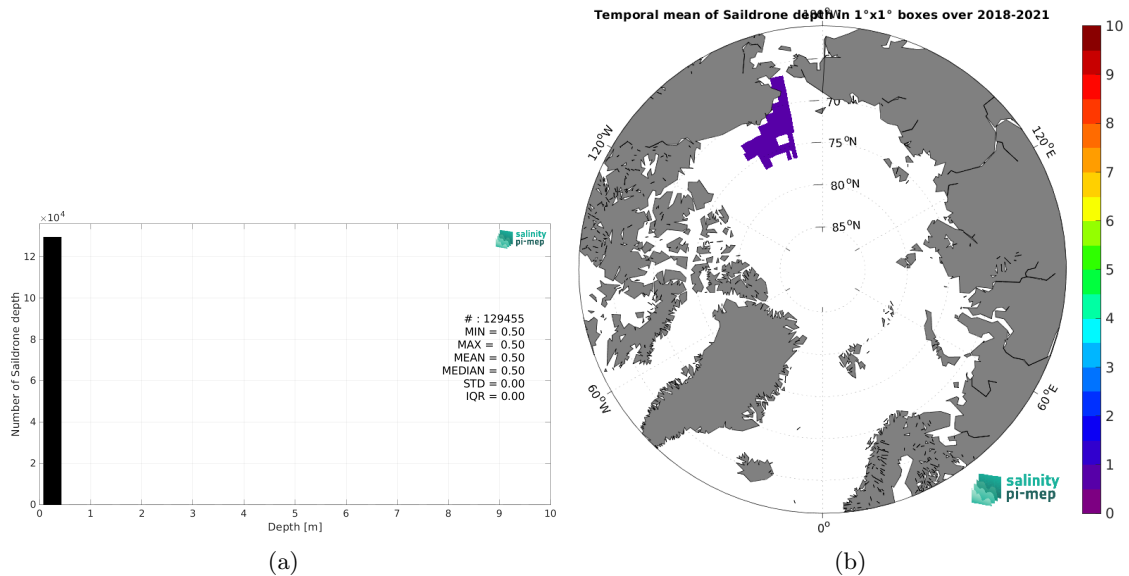 Temporal mean of Saildrone depth in 1°x1° boxes over 2018-2021
×10⁴
12
10
8
6
4
2
0
Number of Saildrone depth
0 1 2 3 4 5 6 7 8 9 10
Depth [m]
salinity
pi-mep
# : 129455
MIN = 0.50
MAX = 0.50
MEAN = 0.50
MEDIAN = 0.50
STD = 0.00
IQR = 0.00
(a)
180°W
120°W
120°E
60°W
60°E
0°
75°N
80°N
85°N
salinity
pi-mep
10
9
8
7
6
5
4
3
2
1
0
(b)